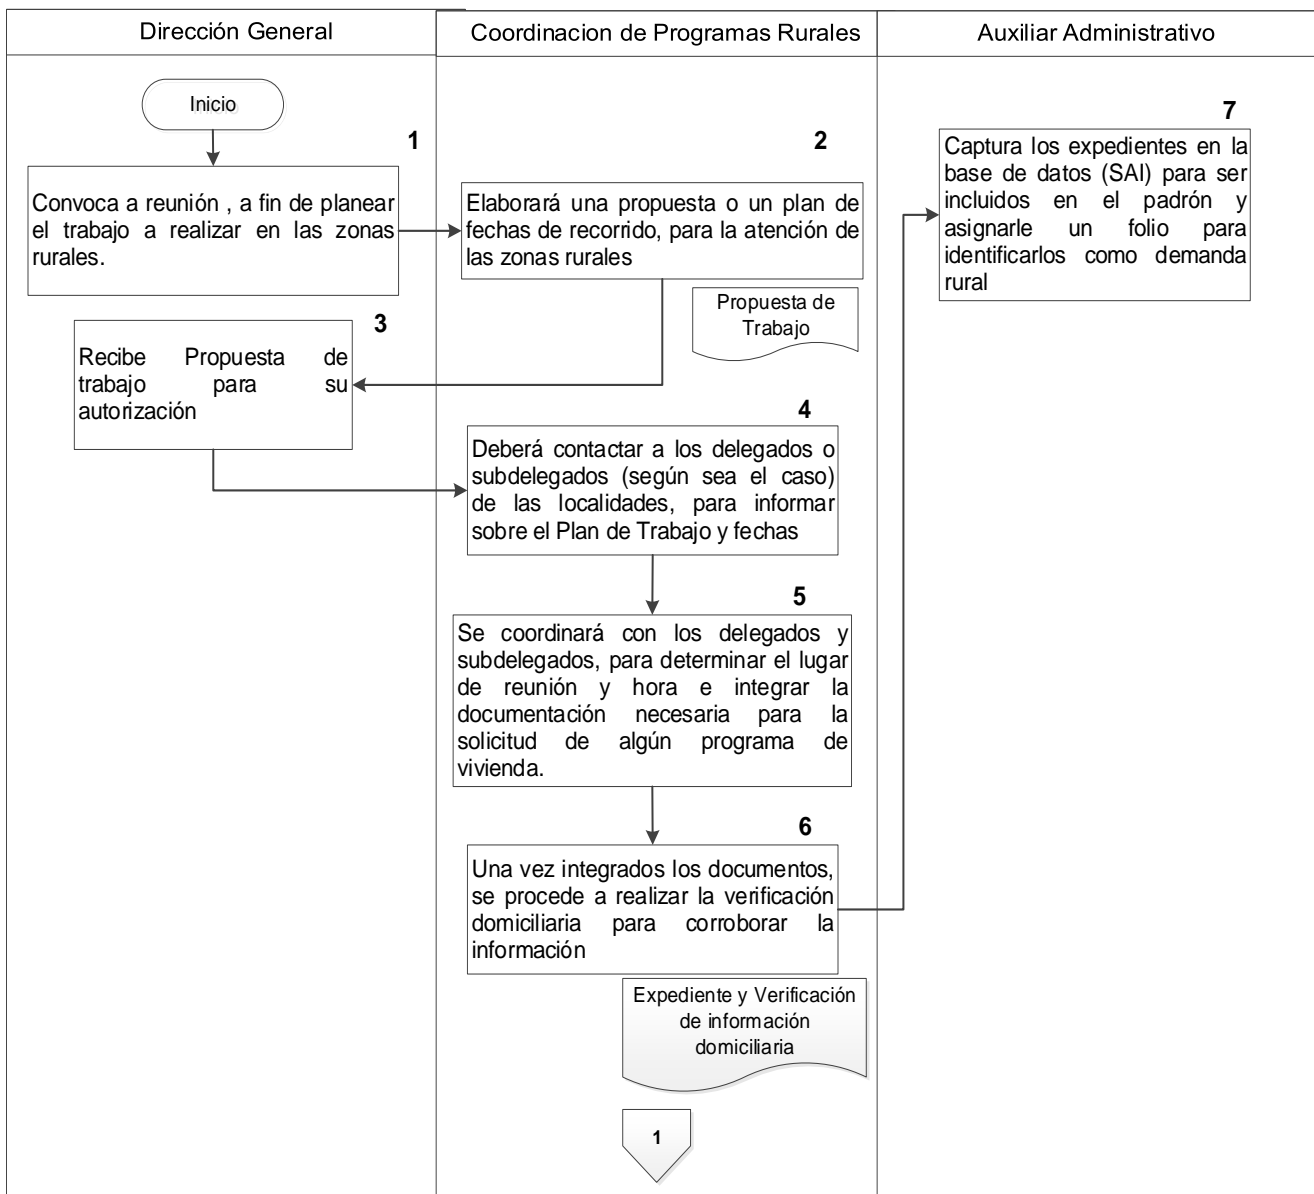 Dirección General
Coordinacion de Programas Rurales
Auxiliar Administrativo
Inicio
1
Convoca a reunión , a fin de planear
el trabajo a realizar en las zonas
rurales.
2
Elaborará una propuesta o un plan de
fechas de recorrido, para la atención de
las zonas rurales
Propuesta de
Trabajo
3
Recibe Propuesta de
trabajo para su
autorización
4
Deberá contactar a los delegados o
subdelegados (según sea el caso)
de las localidades, para informar
sobre el Plan de Trabajo y fechas
5
Se coordinará con los delegados y
subdelegados, para determinar el lugar
de reunión y hora e integrar la
documentación necesaria para la
solicitud de algún programa de
vivienda.
6
Una vez integrados los documentos,
se procede a realizar la verificación
domiciliaria para corroborar la
información
Expediente y Verificación
de información
domiciliaria
1
7
Captura los expedientes en la
base de datos (SAI) para ser
incluidos en el padrón y
asignarle un folio para
identificarlos como demanda
rural